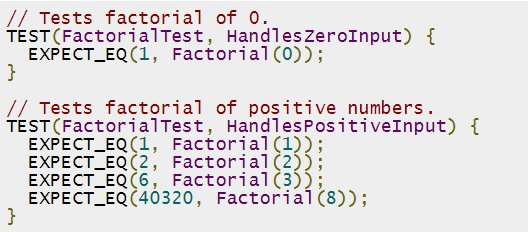 // Tests factorial of 0.
TEST(FactorialTest, HandlesZeroInput) {
  EXPECT_EQ(1, Factorial(0));
}

// Tests factorial of positive numbers.
TEST(FactorialTest, HandlesPositiveInput) {
  EXPECT_EQ(1, Factorial(1));
  EXPECT_EQ(2, Factorial(2));
  EXPECT_EQ(6, Factorial(3));
  EXPECT_EQ(40320, Factorial(8));
}